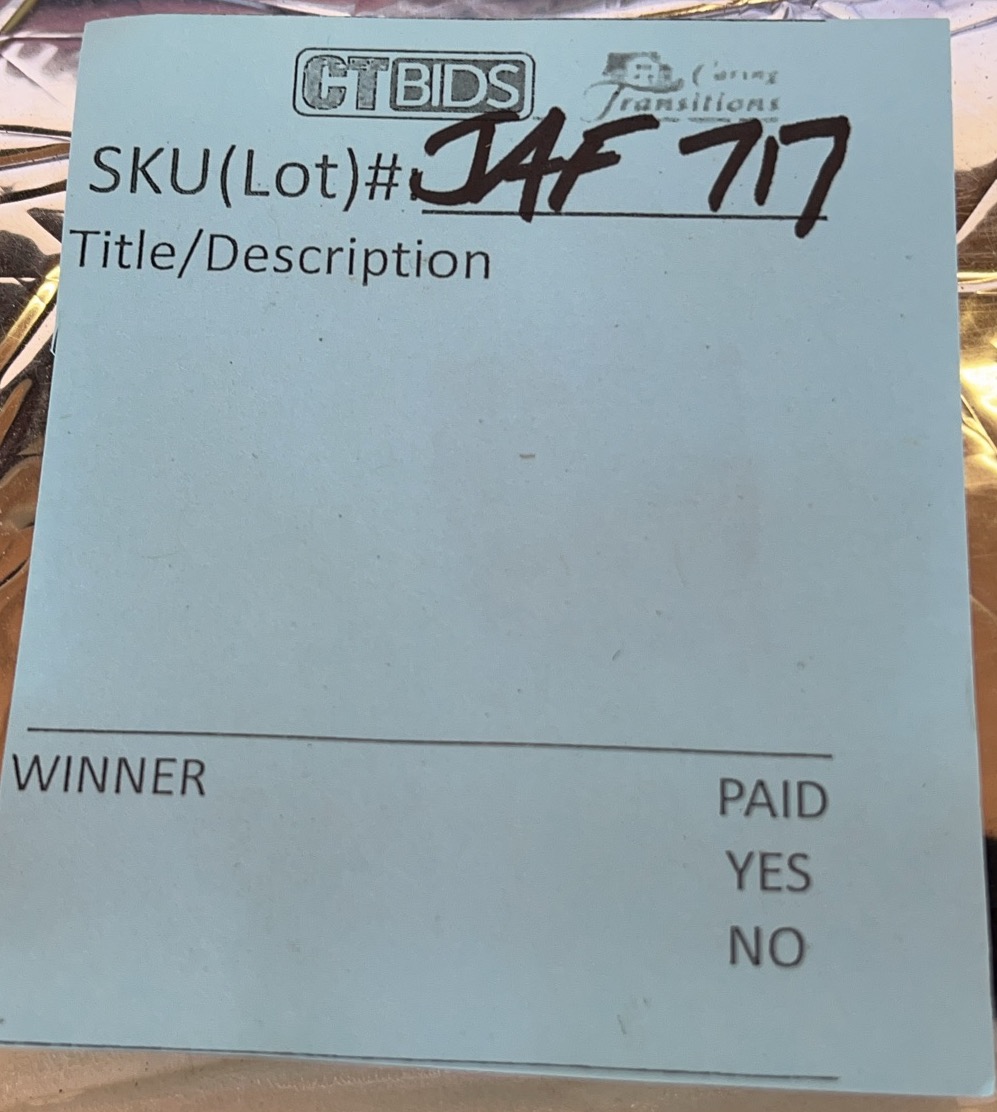 CTBIDS Caring Transitions
SKU(Lot)#: JAF 717
Title/Description
WINNER PAID
YES
NO